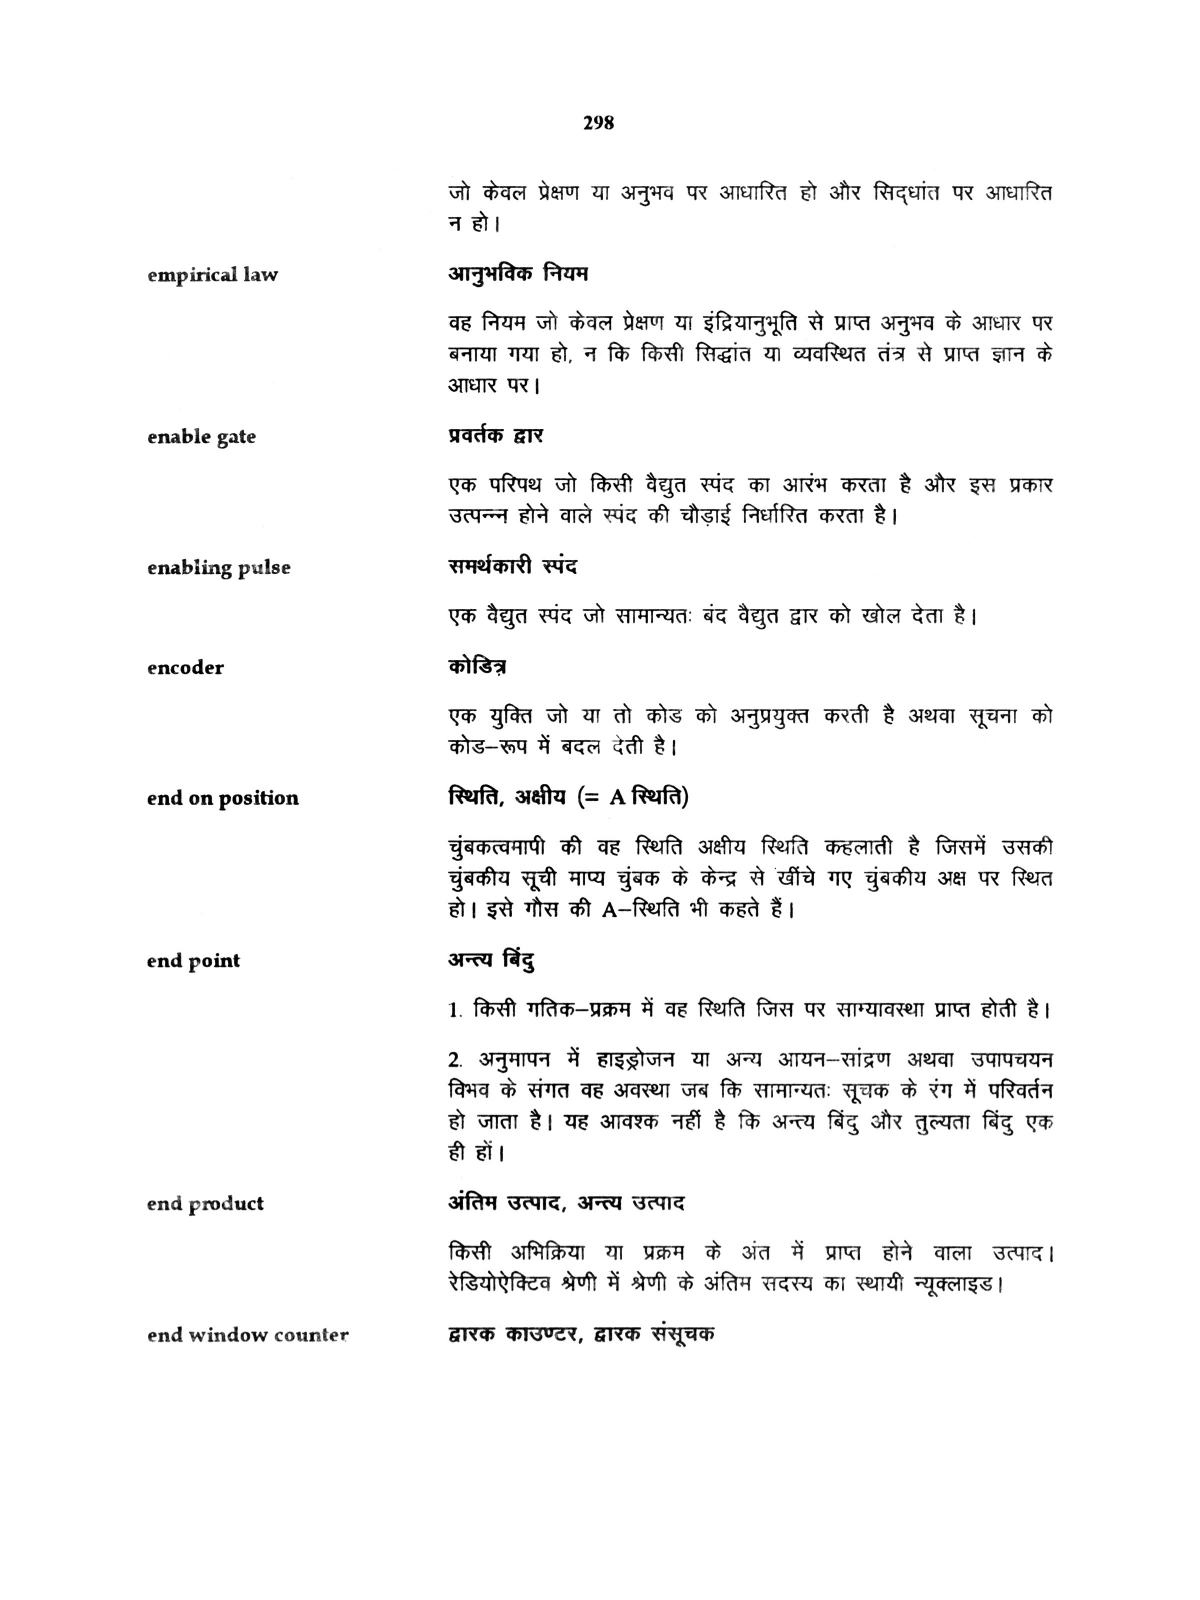 298
जो केवल प्रेक्षण या अनुभव पर आधारित हो और सिद्धांत पर आधारित
न हो।
empirical law आनुभविक नियम
वह नियम जो केवल प्रेक्षण या इंद्रियानुभूति से प्राप्त अनुभव के आधार पर
बनाया गया हो, न कि किसी सिद्धांत या व्यवस्थित तंत्र से प्राप्त ज्ञान के
आधार पर।
enable gate प्रवर्तक द्वार
एक परिपथ जो किसी वैद्युत स्पंद का आरंभ करता है और इस प्रकार
उत्पन्न होने वाले स्पंद की चौड़ाई निर्धारित करता है।
enabling pulse समर्थकारी स्पंद
एक वैद्युत स्पंद जो सामान्यतः बंद वैद्युत द्वार को खोल देता है।
encoder कोडित्र
एक युक्ति जो या तो कोड को अनुप्रयुक्त करती है अथवा सूचना को
कोड–रूप में बदल देती है।
end on position स्थिति, अक्षीय (= A स्थिति)
चुंबकत्वमापी की वह स्थिति अक्षीय स्थिति कहलाती है जिसमें उसकी
चुंबकीय सूची माप्य चुंबक के केन्द्र से खींचे गए चुंबकीय अक्ष पर स्थित
हो। इसे गौस की A–स्थिति भी कहते हैं।
end point अन्त्य बिंदु
1. किसी गतिक–प्रक्रम में वह स्थिति जिस पर साग्यावस्था प्राप्त होती है।
2. अनुमापन में हाइड्रोजन या अन्य आयन–सांद्रण अथवा उपापचयन
विभव के संगत वह अवस्था जब कि सामान्यतः सूचक के रंग में परिवर्तन
हो जाता है। यह आवश्क नहीं है कि अन्त्य बिंदु और तुल्यता बिंदु एक
ही हों।
end product अंतिम उत्पाद, अन्त्य उत्पाद
किसी अभिक्रिया या प्रक्रम के अंत में प्राप्त होने वाला उत्पाद।
रेडियोऐक्टिव श्रेणी में श्रेणी के अंतिम सदस्य का स्थायी न्यूक्लाइड।
end window counter द्वारक काउण्टर, द्वारक संसूचक